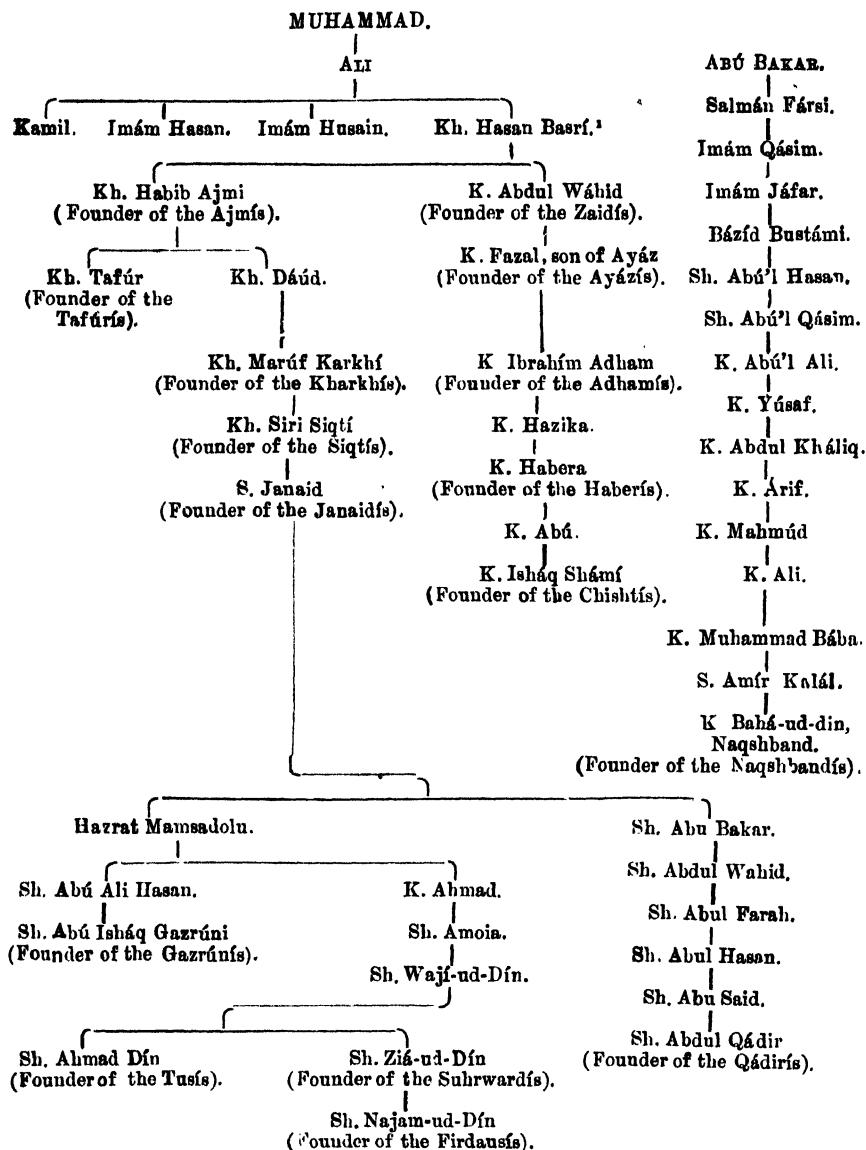 MUHAMMAD.
ALI
Kamil. Imám Hasan. Imám Husain. Kh. Hasan Basrí.¹
Kh. Habib Ajmi
(Founder of the Ajmís).
K. Abdul Wáhid
(Founder of the Zaidís).
Kh. Tafúr
(Founder of the
Tafúrís).
Kh. Dáúd.
K. Fazal, son of Ayáz
(Founder of the Ayázís).
Kh. Marúf Karkhí
(Founder of the Kharkhís).
K Ibrahím Adham
(Founder of the Adhamís).
Kh. Siri Siqtí
(Founder of the Siqtís).
K. Hazika.
S. Janaid
(Founder of the Janaidís).
K. Habera
(Founder of the Haberís).
K. Abú.
K. Isháq Shámí
(Founder of the Chishtís).
ABÚ BAKAR.
Salmán Fársi.
Imám Qásim.
Imám Jáfar.
Bázíd Bustámi.
Sh. Abú'l Hasan.
Sh. Abú'l Qásim.
K. Abú'l Ali.
K. Yúsaf.
K. Abdul Kháliq.
K. Árif.
K. Mahmúd
K. Ali.
K. Muhammad Bába.
S. Amír Kalál.
K Bahá-ud-din,
Naqshband.
(Founder of the Naqshbandís).
Hazrat Mamsadolu.
Sh. Abu Bakar.
Sh. Abú Ali Hasan.
K. Ahmad.
Sh. Abdul Wahid.
Sh. Abú Isháq Gazrúni
(Founder of the Gazrúnís).
Sh. Amoia.
Sh. Abul Farah.
Sh. Wají-ud-Dín.
Sh. Abul Hasan.
Sh. Abu Said.
Sh. Ahmad Dín
(Founder of the Tusís).
Sh. Ziá-ud-Dín
(Founder of the Suhrwardís).
Sh. Abdul Qádir
(Founder of the Qádirís).
Sh. Najam-ud-Dín
(Founder of the Firdausís).